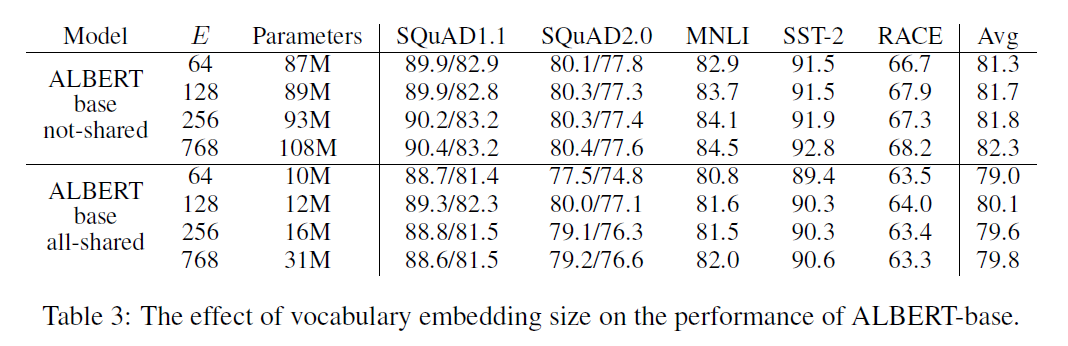 Model E Parameters SQuAD1.1 SQuAD2.0 MNLI SST-2 RACE Avg
ALBERT base not-shared 64 87M 89.9/82.9 80.1/77.8 82.9 91.5 66.7 81.3
128 89M 89.9/82.8 80.3/77.3 83.7 91.5 67.9 81.7
256 93M 90.2/83.2 80.3/77.4 84.1 91.9 67.3 81.8
768 108M 90.4/83.2 80.4/77.6 84.5 92.8 68.2 82.3
ALBERT base all-shared 64 10M 88.7/81.4 77.5/74.8 80.8 89.4 63.5 79.0
128 12M 89.3/82.3 80.0/77.1 81.6 90.3 64.0 80.1
256 16M 88.8/81.5 79.1/76.3 81.5 90.3 63.4 79.6
768 31M 88.6/81.5 79.2/76.6 82.0 90.6 63.3 79.8
Table 3: The effect of vocabulary embedding size on the performance of ALBERT-base.